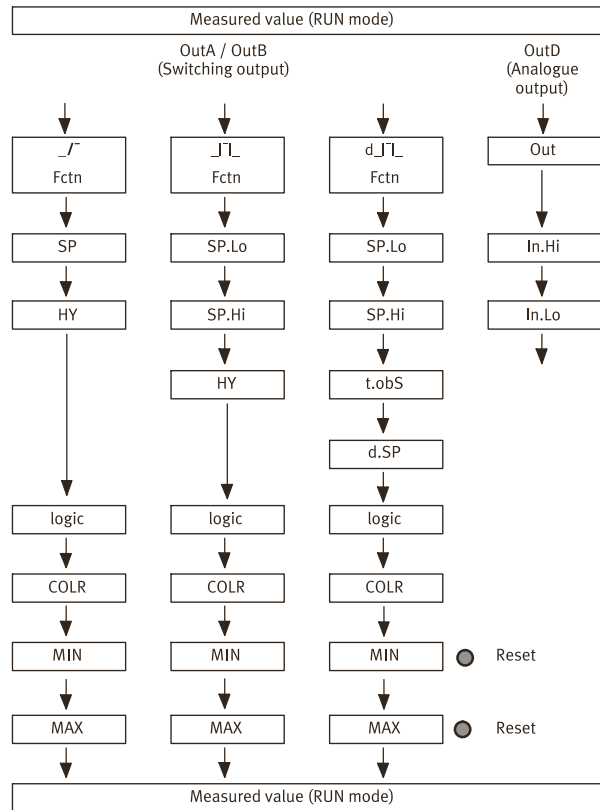 Measured value (RUN mode)
OutA / OutB
(Switching output)
OutD
(Analogue
output)
_/¯
Fctn
_|¯|_
Fctn
d_|¯|_
Fctn
Out
SP
SP.Lo
SP.Lo
In.Hi
HY
SP.Hi
SP.Hi
In.Lo
HY
t.obS
d.SP
logic
logic
logic
COLR
COLR
COLR
MIN
MIN
MIN
Reset
MAX
MAX
MAX
Reset
Measured value (RUN mode)